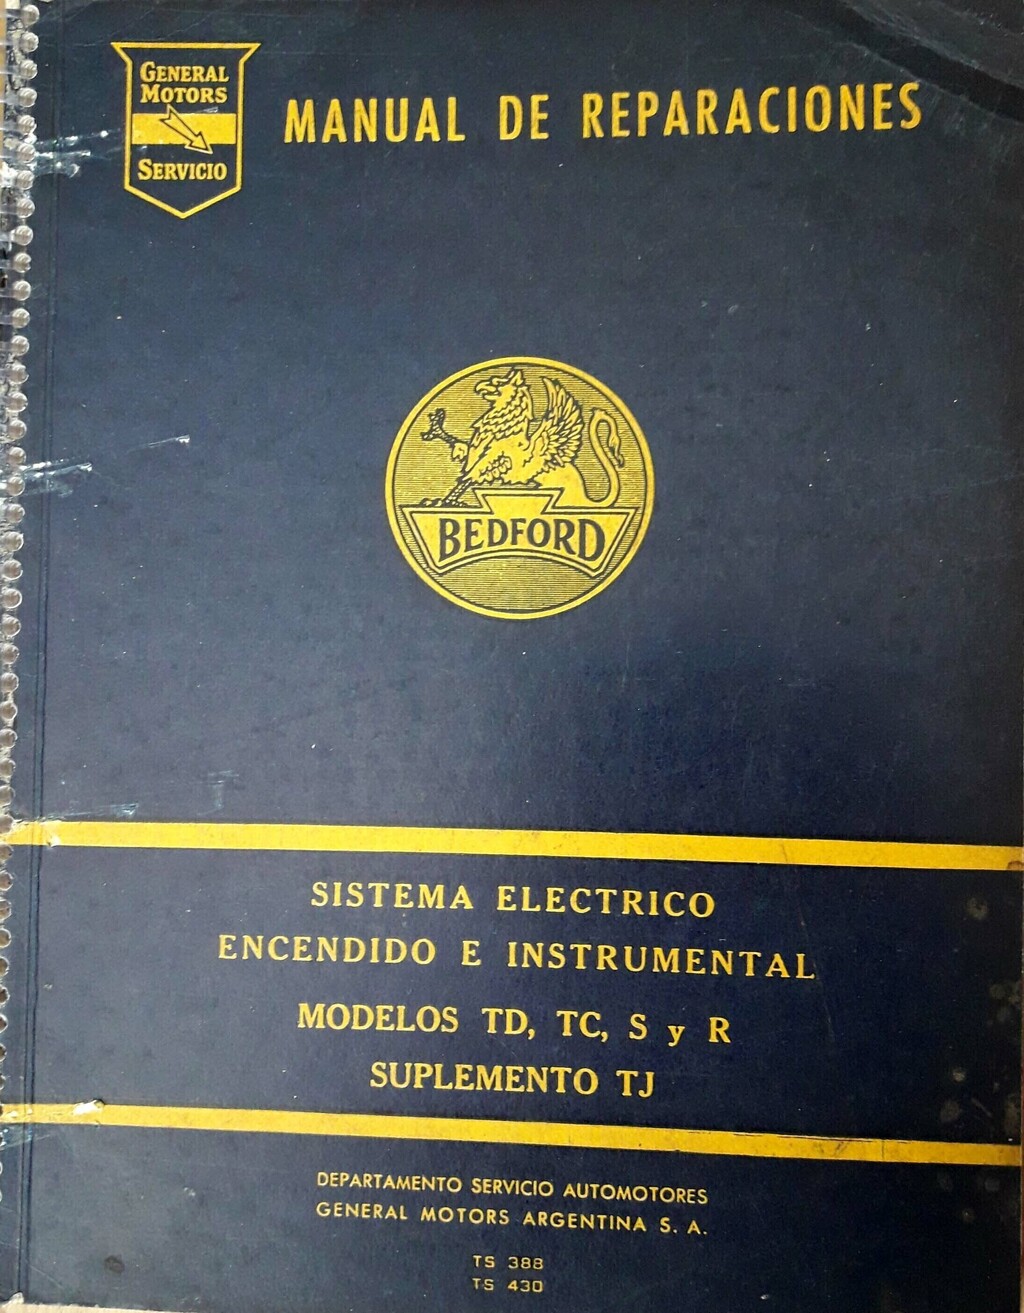 GENERAL
MOTORS
SERVICIO
MANUAL DE REPARACIONES
BEDFORD
SISTEMA ELECTRICO
ENCENDIDO E INSTRUMENTAL
MODELOS TD, TC, S y R
SUPLEMENTO TJ
DEPARTAMENTO SERVICIO AUTOMOTORES
GENERAL MOTORS ARGENTINA S. A.
TS 388
TS 430